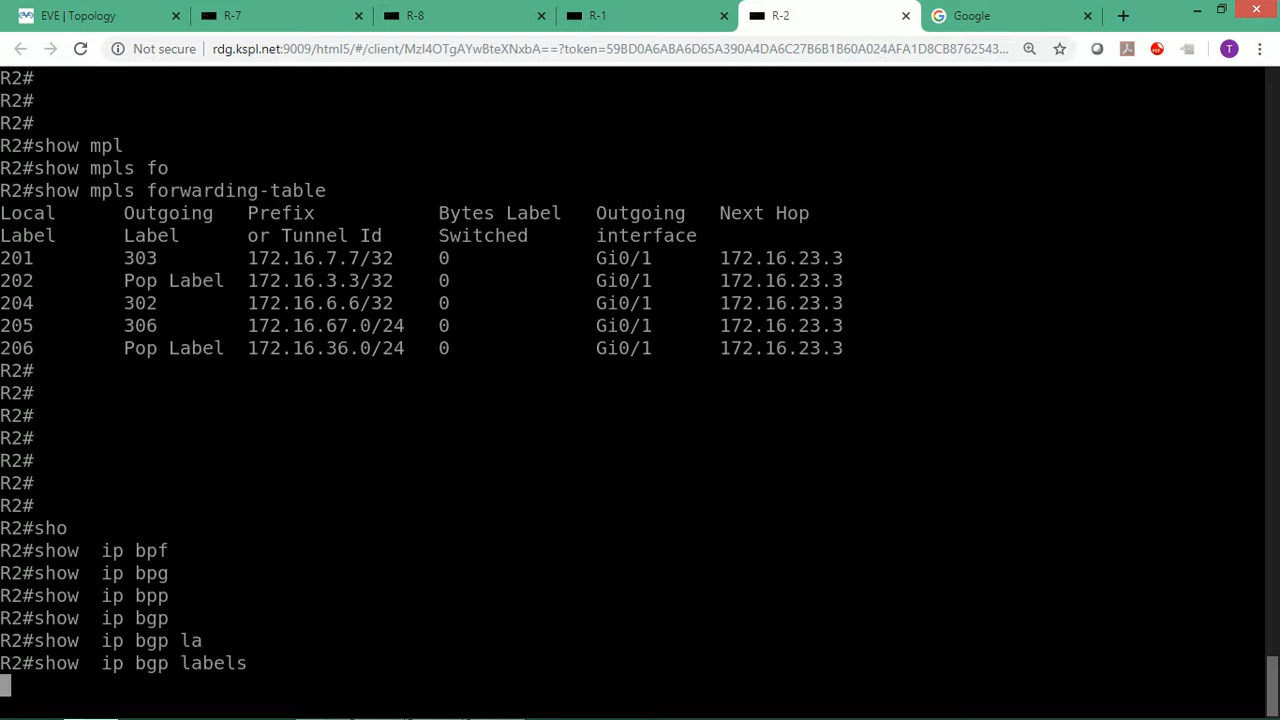 EVE | Topology
R-7
R-8
R-1
R-2
Google
Not secure rdg.kspl.net:9009/html5/#/client/MzI4OTgAYwBteXNxbA==?token=59BD0A6ABA6D65A390A4DA6C27B6B1B60A024AFA1D8CB8762543...
T
R2#
R2#
R2#
R2#show mpl
R2#show mpls fo
R2#show mpls forwarding-table
Local Outgoing Prefix Bytes Label Outgoing Next Hop
Label Label or Tunnel Id Switched interface
201 303 172.16.7.7/32 0 Gi0/1 172.16.23.3
202 Pop Label 172.16.3.3/32 0 Gi0/1 172.16.23.3
204 302 172.16.6.6/32 0 Gi0/1 172.16.23.3
205 306 172.16.67.0/24 0 Gi0/1 172.16.23.3
206 Pop Label 172.16.36.0/24 0 Gi0/1 172.16.23.3
R2#
R2#
R2#
R2#
R2#
R2#
R2#
R2#sho
R2#show  ip bpf
R2#show  ip bpg
R2#show  ip bpp
R2#show  ip bgp
R2#show  ip bgp la
R2#show  ip bgp labels